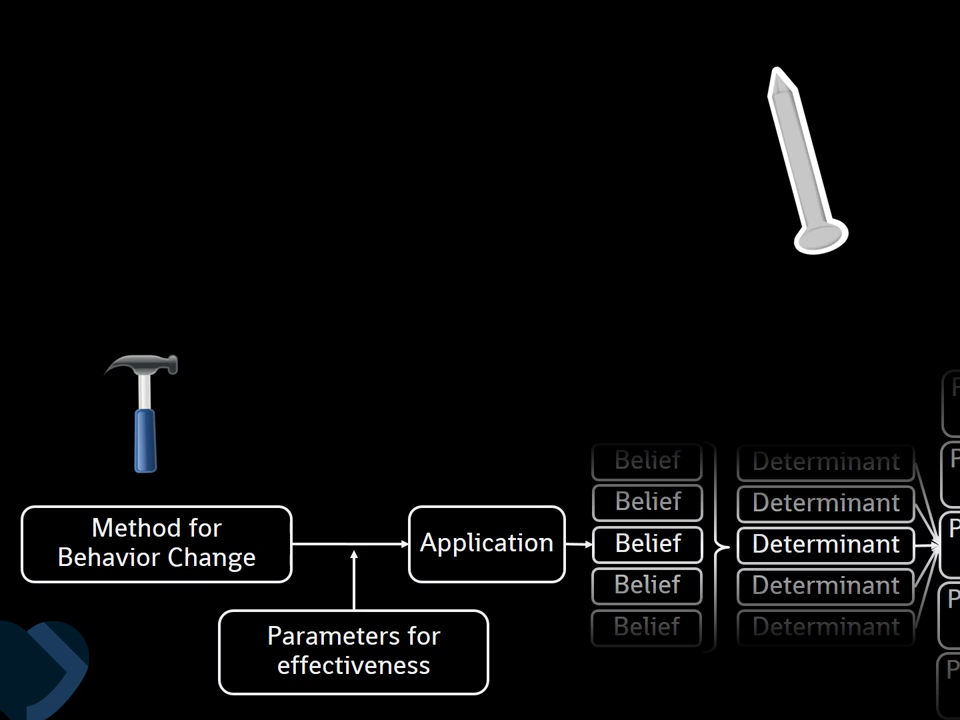 Method for
Behavior Change
Parameters for
effectiveness
Application
Belief
Belief
Belief
Belief
Belief
Determinant
Determinant
Determinant
Determinant
Determinant